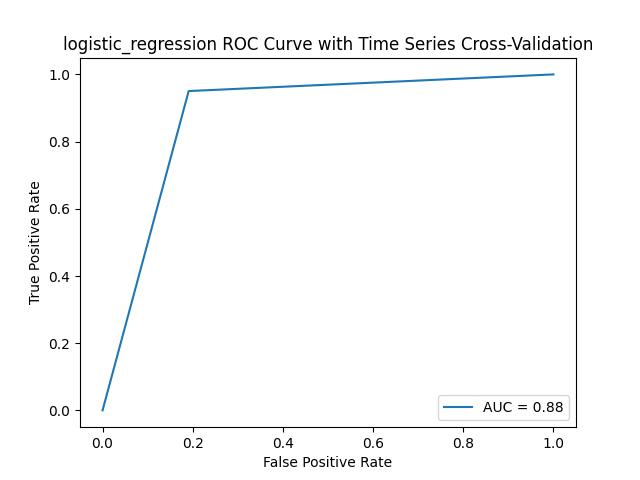 logistic_regression ROC Curve with Time Series Cross-Validation
1.0
0.8
0.6
0.4
0.2
0.0
True Positive Rate
AUC = 0.88
0.0 0.2 0.4 0.6 0.8 1.0
False Positive Rate